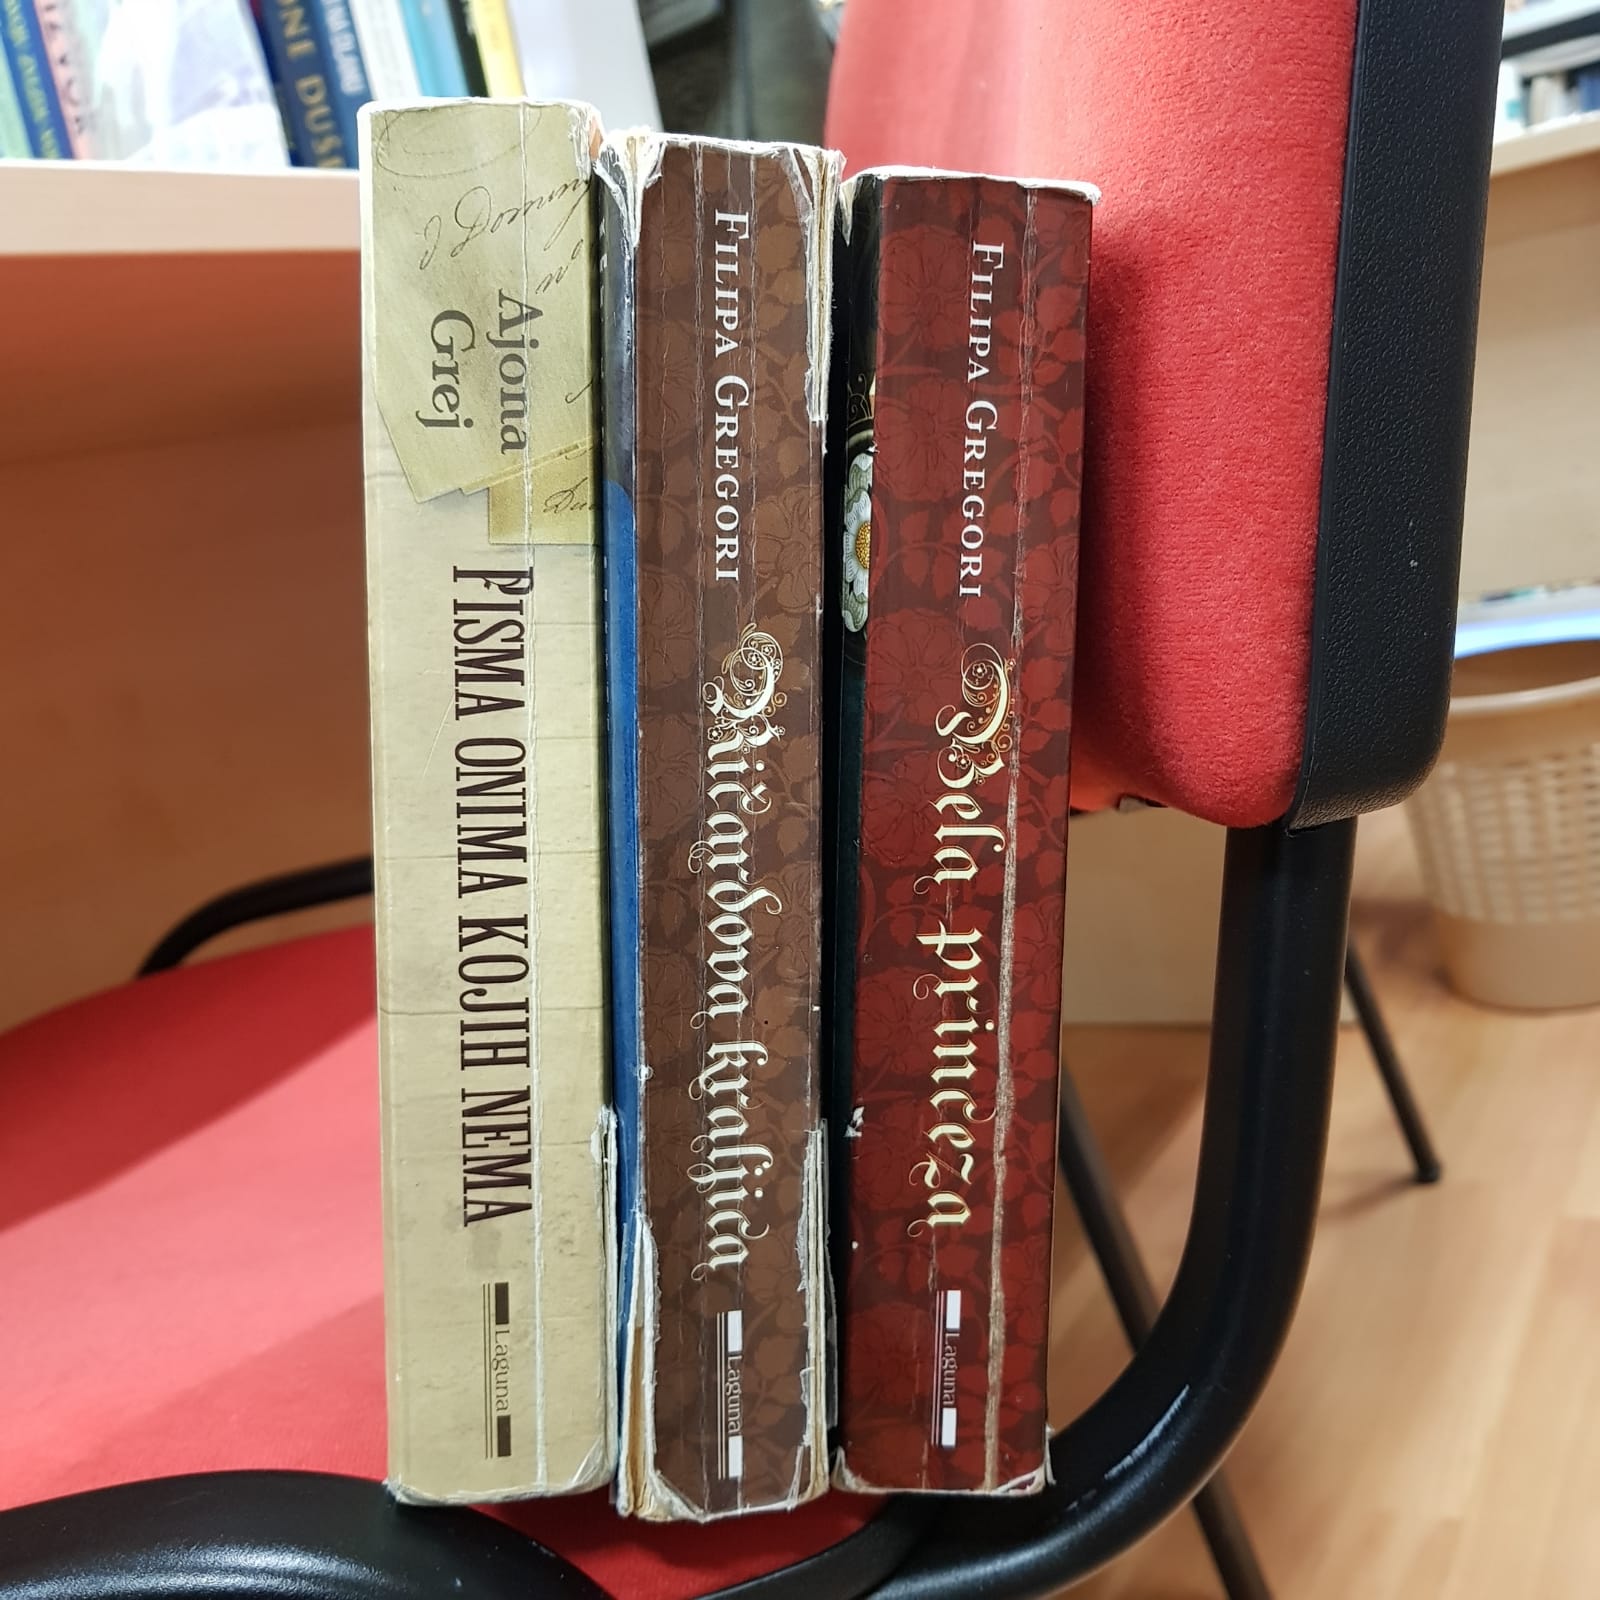 Ajona
Grej
PISMA ONIMA KOJIH NEMA
Laguna
FILIPA GREGORI
Ričardova kraljica
Laguna
FILIPA GREGORI
Bela princeza
Laguna